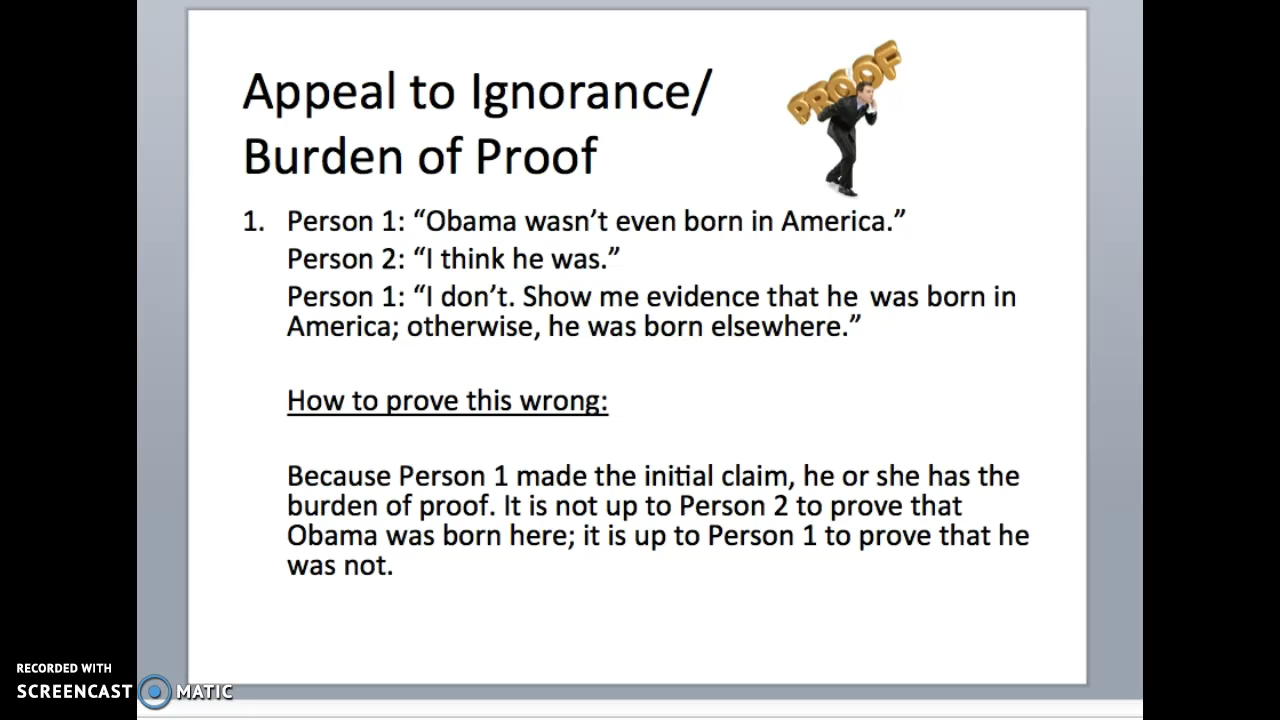 PROOF
Appeal to Ignorance/
Burden of Proof
1. Person 1: “Obama wasn’t even born in America.”
Person 2: “I think he was.”
Person 1: “I don’t. Show me evidence that he was born in
America; otherwise, he was born elsewhere.”
How to prove this wrong:
Because Person 1 made the initial claim, he or she has the
burden of proof. It is not up to Person 2 to prove that
Obama was born here; it is up to Person 1 to prove that he
was not.
RECORDED WITH
SCREENCAST MATIC